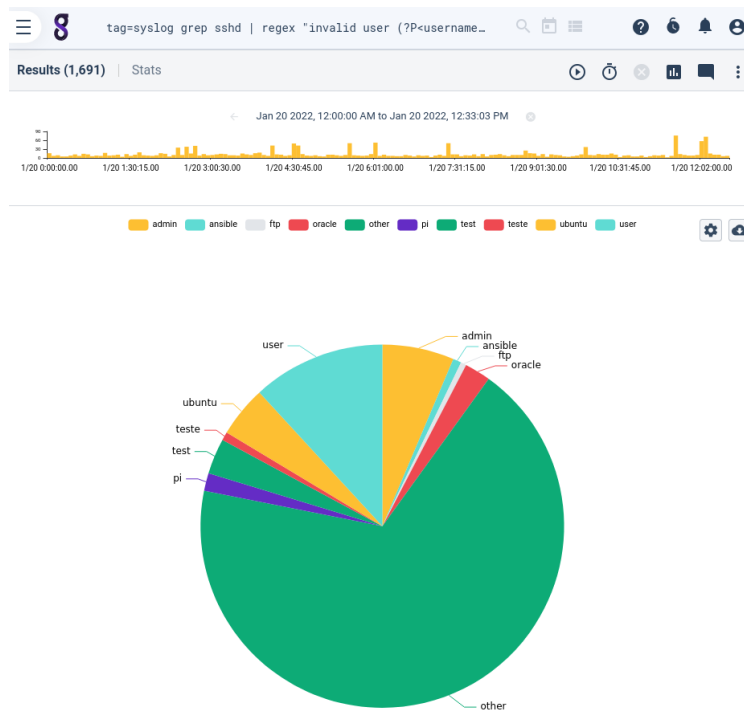 tag=syslog grep sshd | regex "invalid user (?P<username…
Results (1,691) | Stats
Jan 20 2022, 12:00:00 AM to Jan 20 2022, 12:33:03 PM
90
60
30
0
1/20 0:00:00.00 1/20 1:30:15.00 1/20 3:00:30.00 1/20 4:30:45.00 1/20 6:01:00.00 1/20 7:31:15.00 1/20 9:01:30.00 1/20 10:31:45.00 1/20 12:02:00.00
admin ansible ftp oracle other pi test teste ubuntu user
user
admin
ansible
ftp
oracle
ubuntu
teste
test
pi
other